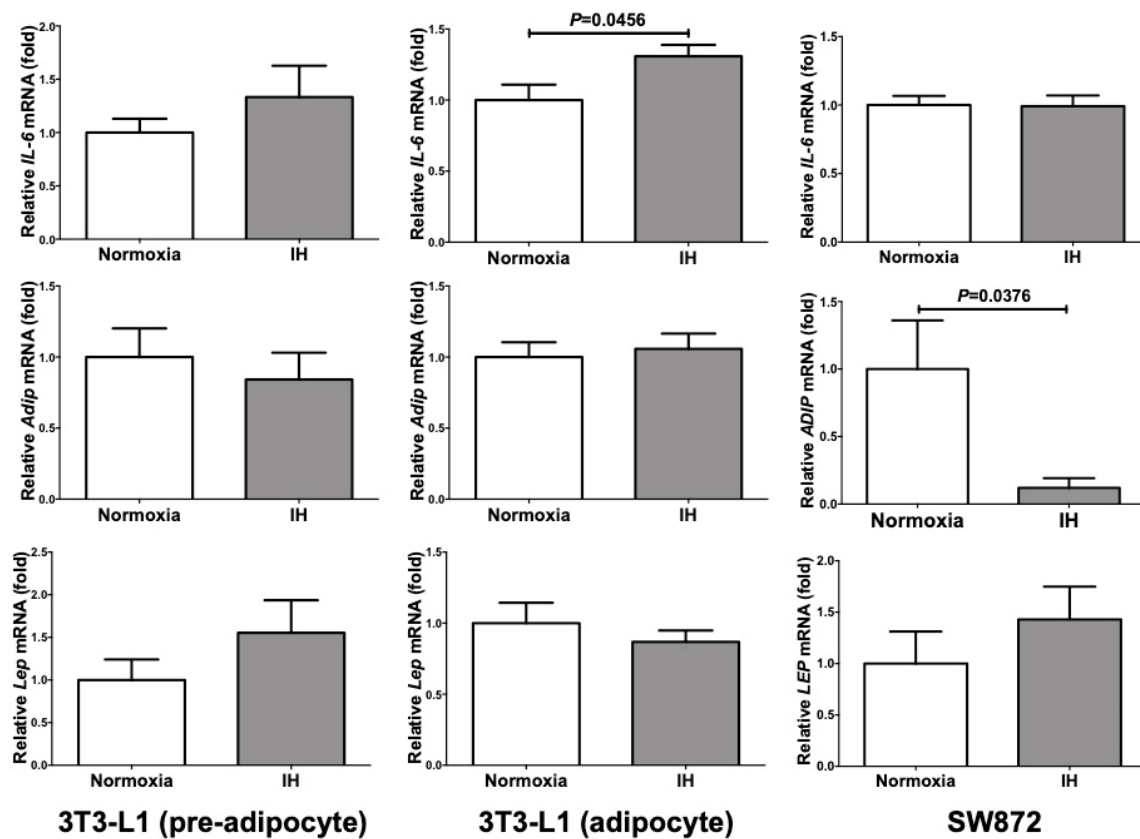 Relative IL-6 mRNA (fold)
2.0
1.5
1.0
0.5
0.0
Normoxia IH
Relative IL-6 mRNA (fold)
1.5
1.0
0.5
0.0
P=0.0456
Normoxia IH
Relative IL-6 mRNA (fold)
1.5
1.0
0.5
0.0
Normoxia IH
Relative Adip mRNA (fold)
1.5
1.0
0.5
0.0
Normoxia IH
Relative Adip mRNA (fold)
1.5
1.0
0.5
0.0
Normoxia IH
Relative ADIP mRNA (fold)
1.5
1.0
0.5
0.0
P=0.0376
Normoxia IH
Relative Lep mRNA (fold)
2.5
2.0
1.5
1.0
0.5
0.0
Normoxia IH
Relative Lep mRNA (fold)
1.5
1.0
0.5
0.0
Normoxia IH
Relative LEP mRNA (fold)
2.0
1.5
1.0
0.5
0.0
Normoxia IH
3T3-L1 (pre-adipocyte)
3T3-L1 (adipocyte)
SW872